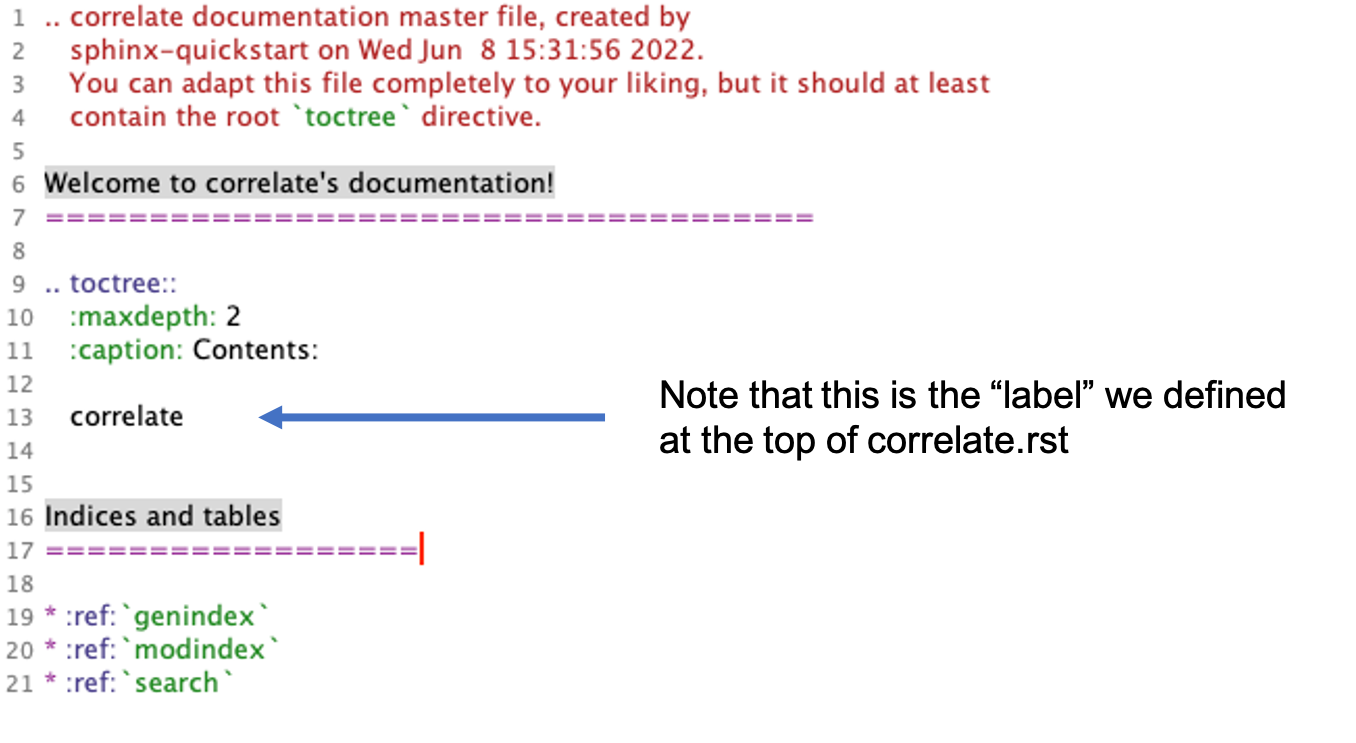 1 .. correlate documentation master file, created by
2 sphinx-quickstart on Wed Jun  8 15:31:56 2022.
3 You can adapt this file completely to your liking, but it should at least
4 contain the root `toctree` directive.
5
6 Welcome to correlate's documentation!
7 =====================================
8
9 .. toctree::
10 :maxdepth: 2
11 :caption: Contents:
12
13 correlate
Note that this is the “label” we defined
at the top of correlate.rst
14
15
16 Indices and tables
17 ==================
18
19 * :ref:`genindex`
20 * :ref:`modindex`
21 * :ref:`search`